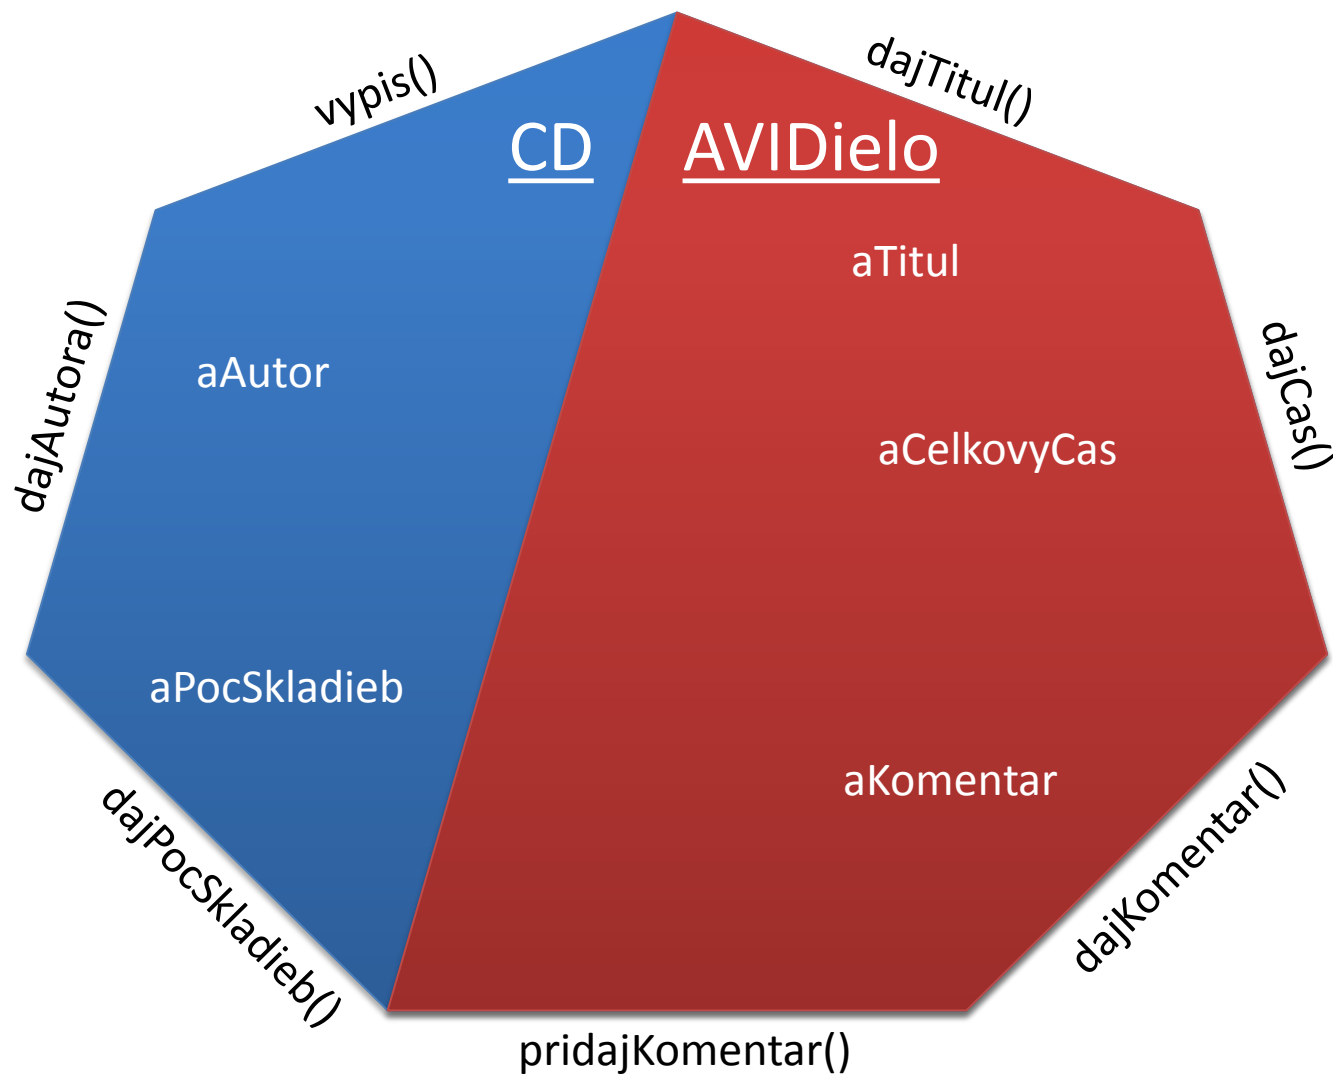 vypis()
dajTitul()
CD
AVIDielo
aTitul
dajAutora()
aAutor
dajCas()
aCelkovyCas
aPocSkladieb
aKomentar
dajPocSkladieb()
dajKomentar()
pridajKomentar()